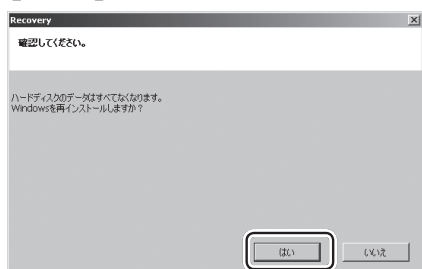 Recovery
確認してください。
ハードディスクのデータはすべてなくなります。
Windowsを再インストールしますか？
はい
いいえ